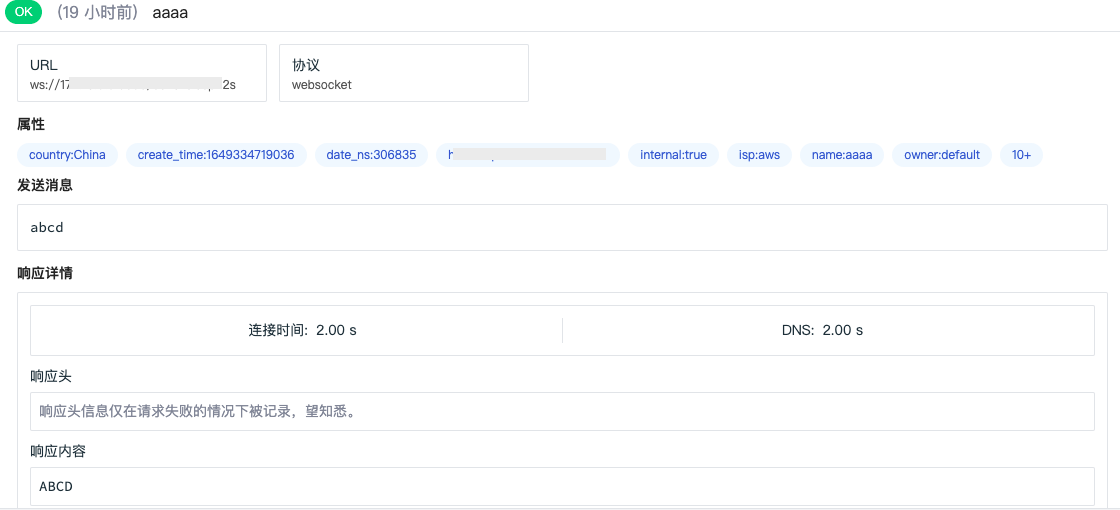 OK (19 小时前) aaaa
URL
ws://17
2s
协议
websocket
属性
country:China create_time:1649334719036 date_ns:306835 h internal:true isp:aws name:aaaa owner:default 10+
发送消息
abcd
响应详情
连接时间: 2.00 s DNS: 2.00 s
响应头
响应头信息仅在请求失败的情况下被记录，望知悉。
响应内容
ABCD